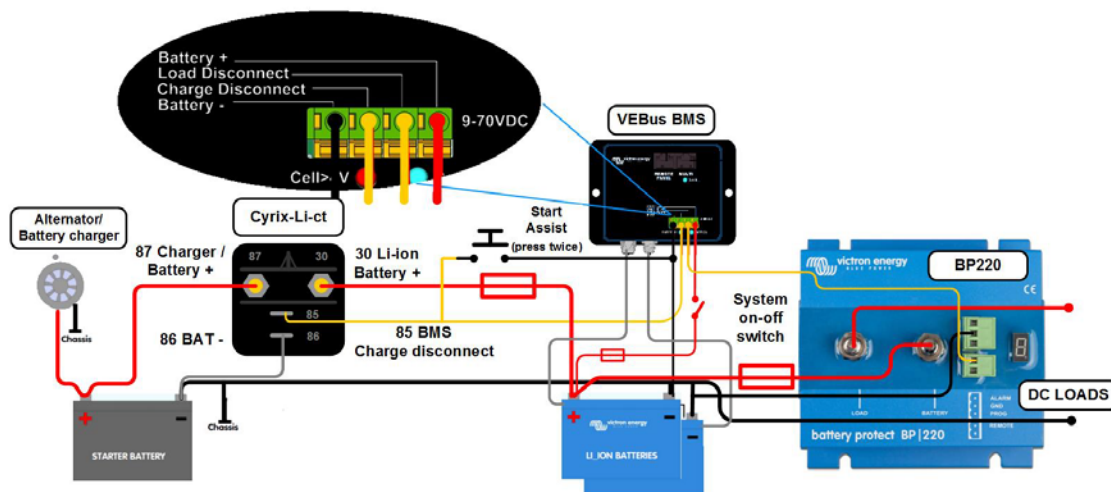 Battery +
Load Disconnect
Charge Disconnect
Battery -
9-70VDC
Cell> V
VEBus BMS
victron energy
REMOTE
PANEL
MULTI
Alternator/
Battery charger
Cyrix-Li-ct
Start
Assist
(press twice)
87 Charger /
Battery +
87
30
30 Li-ion
Battery +
85
86
86 BAT -
85 BMS
Charge disconnect
Chassis
Chassis
System
on-off
switch
victron energy
BLUE POWER
BP220
CE
LOAD
BATTERY
ALARM
GND
PROG
REMOTE
DC LOADS
battery protect BP|220
+
-
STARTER BATTERY
+
-
victron energy
LI_ION BATTERIES
-